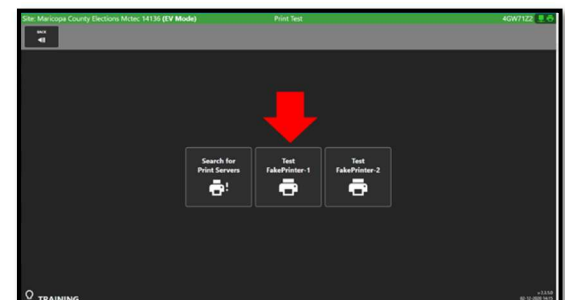 Site: Maricopa County Elections Mctec 14136 (EV Mode)
Print Test
4GW71Z2
BACK
Search for
Print Servers
Test
FakePrinter-1
Test
FakePrinter-2
TRAINING